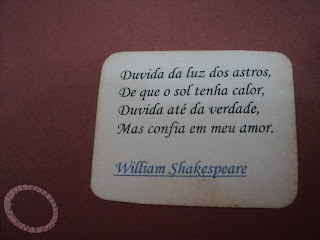 Duvida da luz dos astros,
De que o sol tenha calor,
Duvida até da verdade,
Mas confia em meu amor.
William Shakespeare